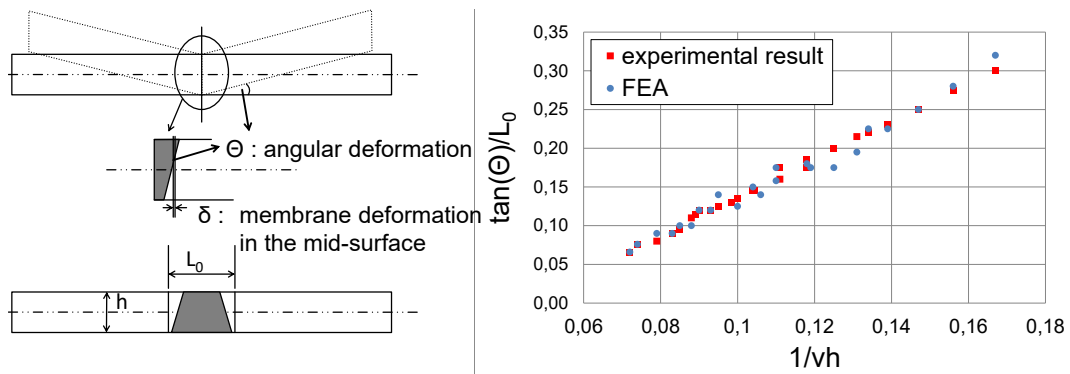 Θ : angular deformation
δ : membrane deformation
in the mid-surface
L0
h
0,35
0,30
0,25
0,20
0,15
0,10
0,05
0,00
tan(Θ)/L0
experimental result
FEA
0,06 0,08 0,1 0,12 0,14 0,16 0,18
1/vh